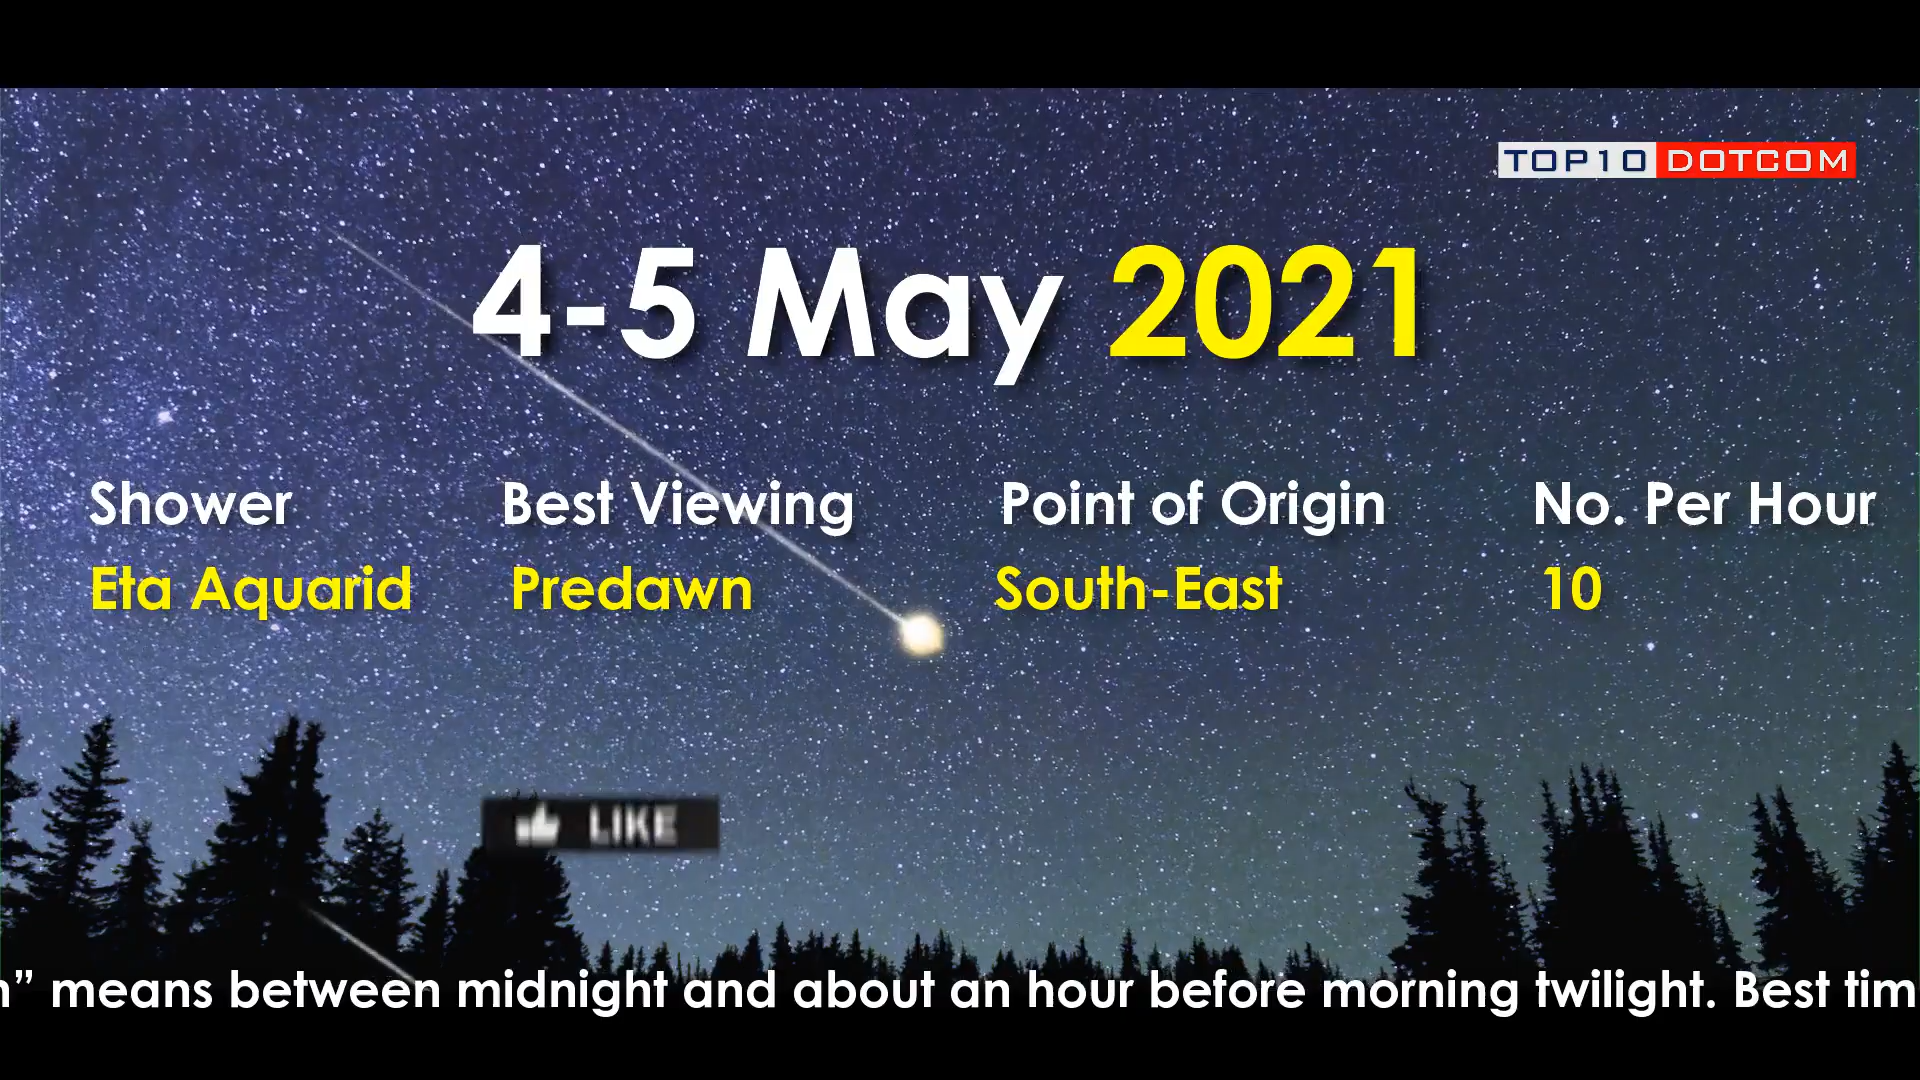 TOP10 DOTCOM
4-5 May 2021
Shower Best Viewing Point of Origin No. Per Hour
Eta Aquarid Predawn South-East 10
LIKE
” means between midnight and about an hour before morning twilight. Best